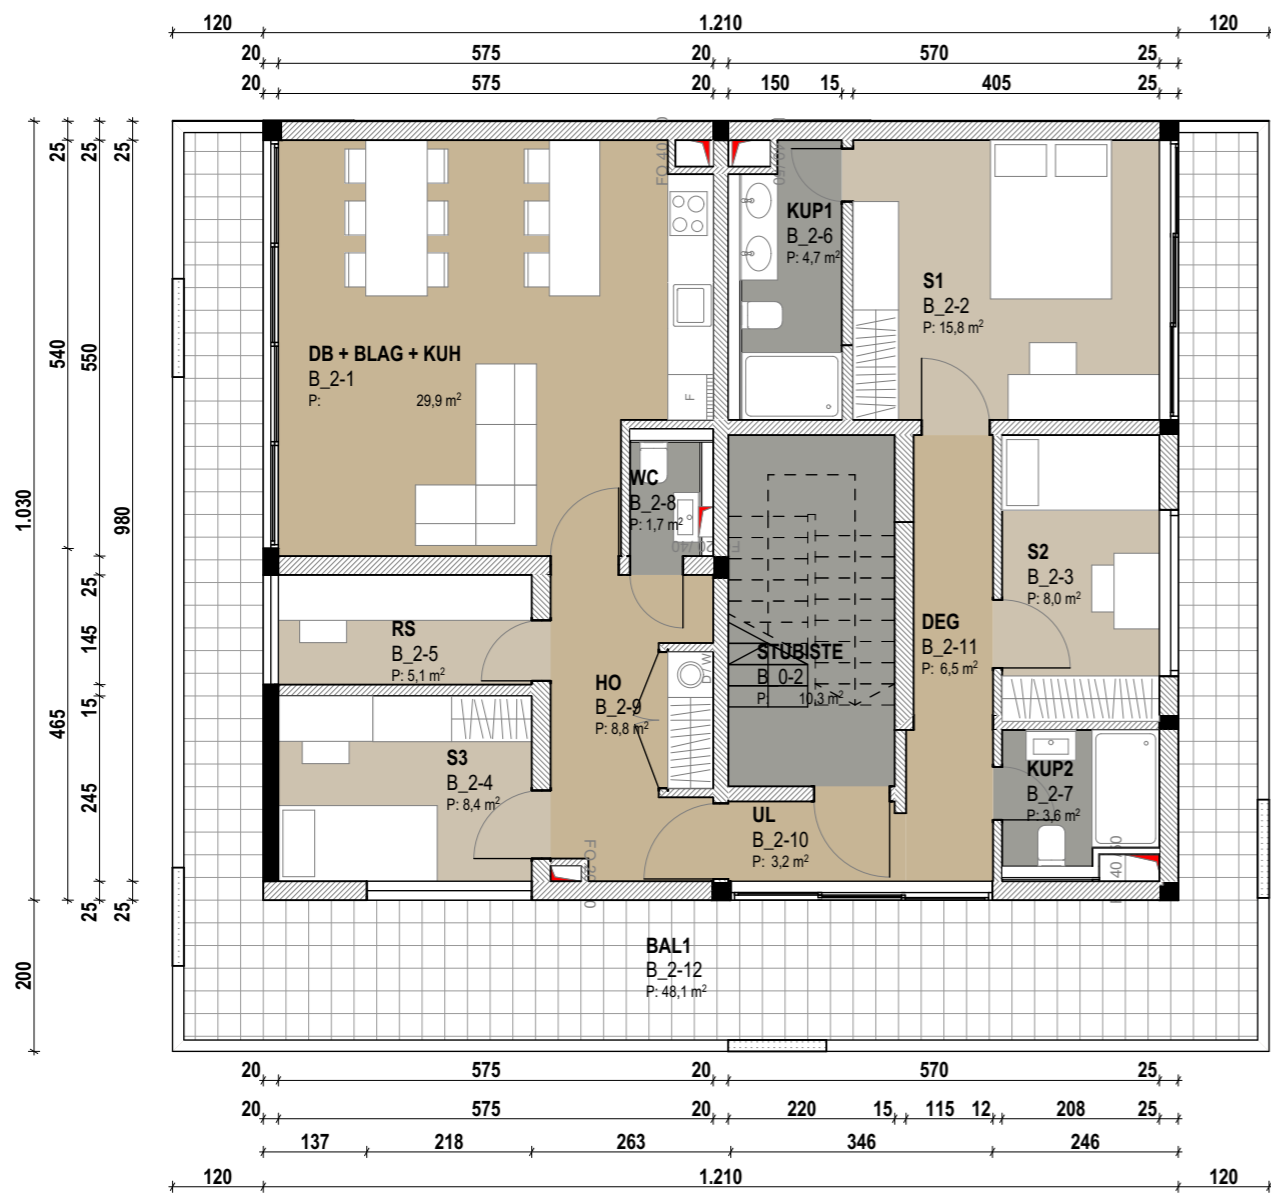 120 1.210 120
20 575 20 570 25
20 575 20 150 15 405 25
25 25 25
540 550
1.030 980
25
145
15
465
245
25 25
200
FO 40
KUP1
B_2-6
P: 4,7 m²
S1
B_2-2
P: 15,8 m²
DB + BLAG + KUH
B_2-1
P: 29,9 m²
F
WC
B_2-8
P: 1,7 m²
S2
B_2-3
P: 8,0 m²
RS
B_2-5
P: 5,1 m²
DEG
B_2-11
P: 6,5 m²
STUBIŠTE
B_0-2
P: 10,3 m²
D / W
HO
B_2-9
P: 8,8 m²
S3
B_2-4
P: 8,4 m²
KUP2
B_2-7
P: 3,6 m²
UL
B_2-10
P: 3,2 m²
BAL1
B_2-12
P: 48,1 m²
20 575 20 570 25
20 575 20 220 15 115 12 208 25
137 218 263 346 246
120 1.210 120